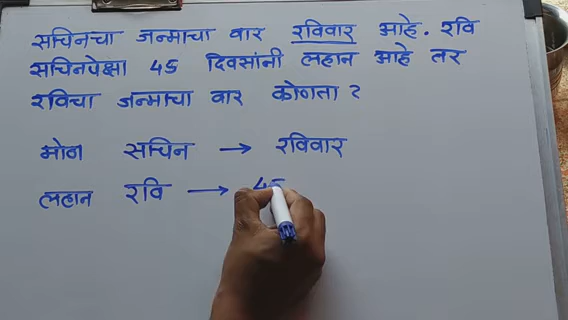 सचिनचा जन्माचा वार रविवार आहे. रवि
सचिनपेक्षा 45 दिवसांनी लहान आहे तर
रविचा जन्माचा वार कोणता ?
मोठा सचिन → रविवार
लहान रवि → 45